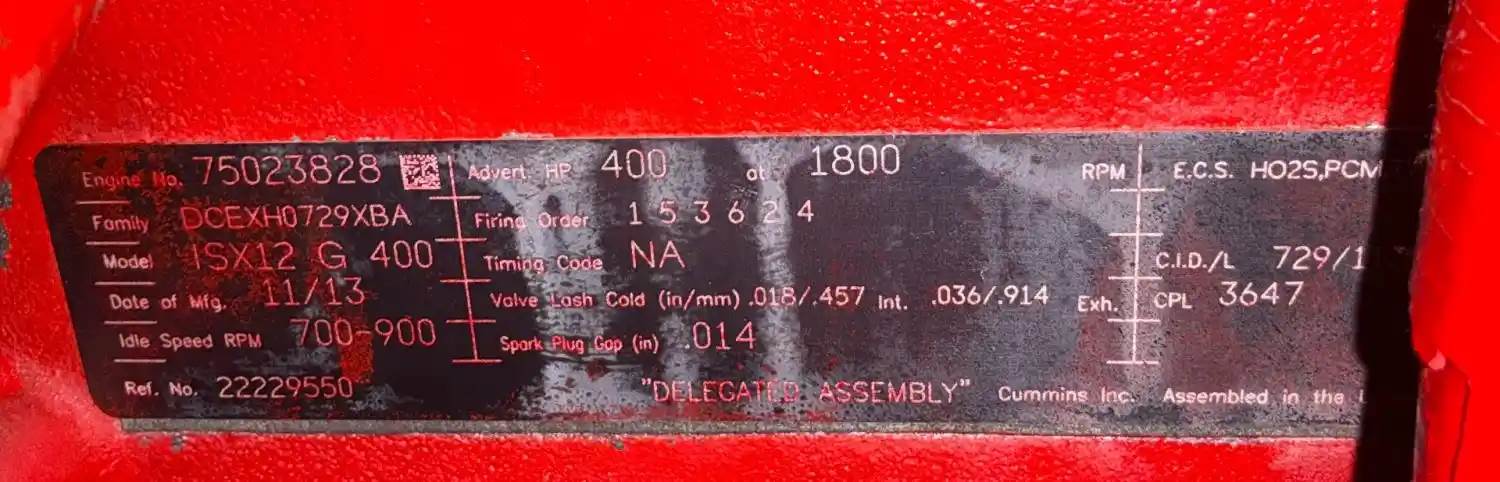 Engine No. 75023828 Advert. HP 400 at 1800 RPM E.C.S. HO2S,PCM
Family DCEXH0729XBA Firing Order 1 5 3 6 2 4
Model ISX12 G 400 Timing Code NA C.I.D./L 729/1
Date of Mfg. 11/13 Valve Lash Cold (in/mm) .018/.457 Int. .036/.914 Exh. CPL 3647
Idle Speed RPM 700-900 Spark Plug Gap (in) .014
Ref. No. 22229550 "DELEGATED ASSEMBLY" Cummins Inc. Assembled in the